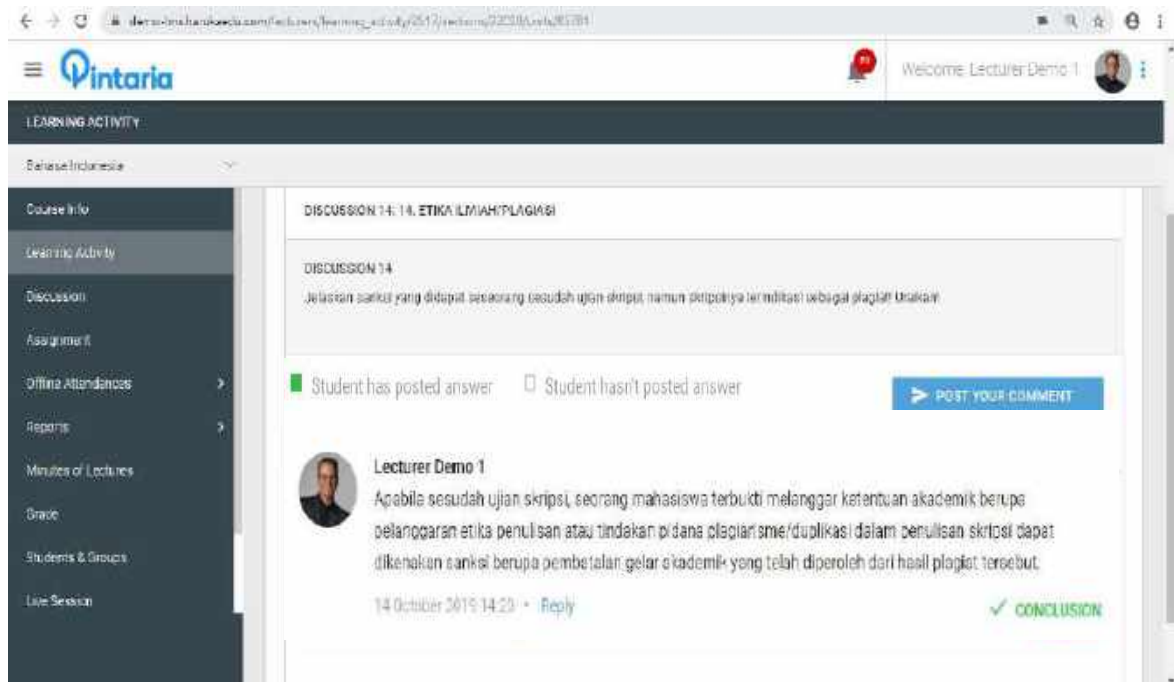 Pintaria
Welcome, Lecturer Demo 1
LEARNING ACTIVITY
Bahasa Indonesia
Course Info
Learning Activity
Discussion
Assignment
Offline Attendances
Reports
Minutes of Lectures
Grade
Students & Groups
Live Session
DISCUSSION 14: 14. ETIKA ILMIAH/PLAGIASI
DISCUSSION 14
Jelaskan sanksi yang didapat seseorang sesudah ujian skripsi namun skripsinya terindikasi sebagai plagiat! Uraikan!
Student has posted answer
Student hasn't posted answer
POST YOUR COMMENT
Lecturer Demo 1
Apabila sesudah ujian skripsi, seorang mahasiswa terbukti melanggar ketentuan akademik berupa
pelanggaran etika penulisan atau tindakan pidana plagiarisme/duplikasi dalam penulisan skripsi dapat
dikenakan sanksi berupa pembatalan gelar akademik yang telah diperoleh dari hasil plagiat tersebut.
14 October 2019 14:23 • Reply
CONCLUSION